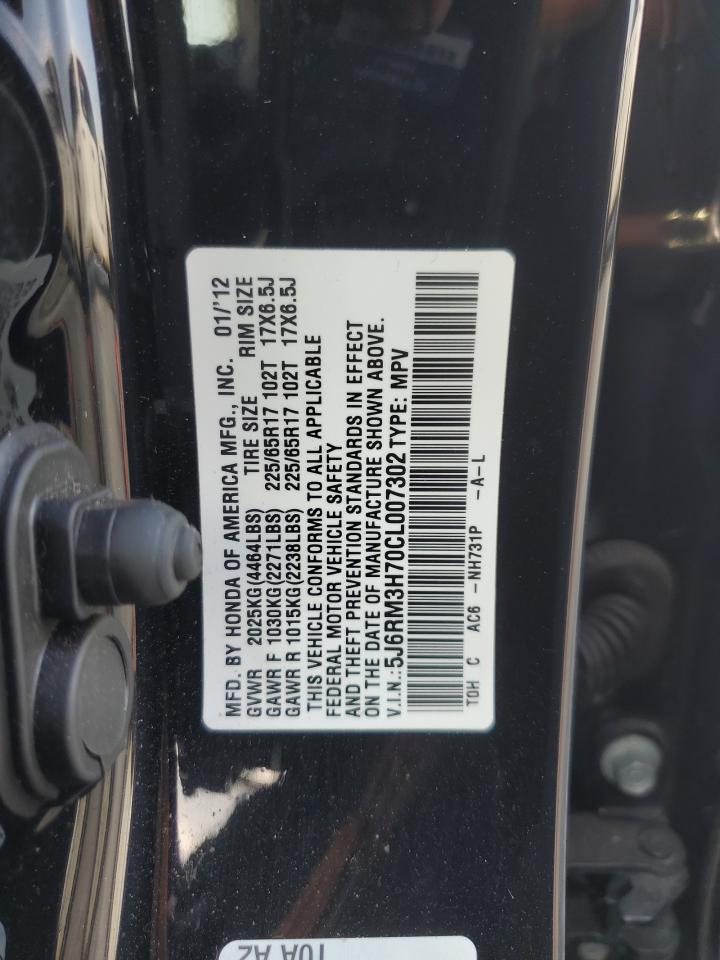 MFD. BY HONDA OF AMERICA MFG., INC. 01/'12
GVWR 2025KG(4464LBS) TIRE SIZE RIM SIZE
GAWR F 1030KG(2271LBS) 225/65R17 102T 17X6.5J
GAWR R 1015KG(2238LBS) 225/65R17 102T 17X6.5J
THIS VEHICLE CONFORMS TO ALL APPLICABLE
FEDERAL MOTOR VEHICLE SAFETY
AND THEFT PREVENTION STANDARDS IN EFFECT
ON THE DATE OF MANUFACTURE SHOWN ABOVE.
V.I.N.:5J6RM3H70CL007302 TYPE: MPV
TOH C AC6 -NH731P -A-L